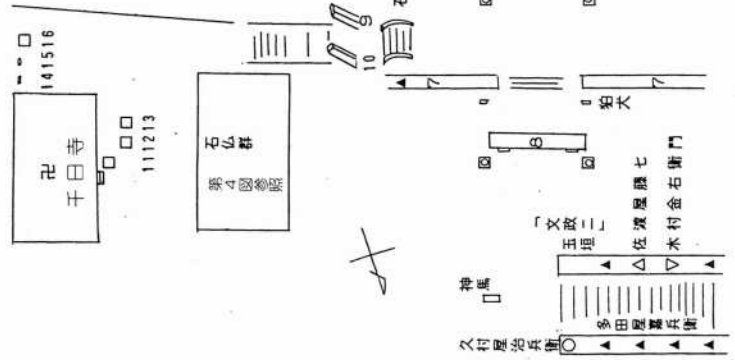 卍
千日寺
141516
111213
石仏群
第4図参照
9
10
石
7
7
狛犬
8
「文政二」
玉垣
佐渡屋藤七
木村金右衛門
神馬
多田屋嘉兵衛
久村屋治兵衛